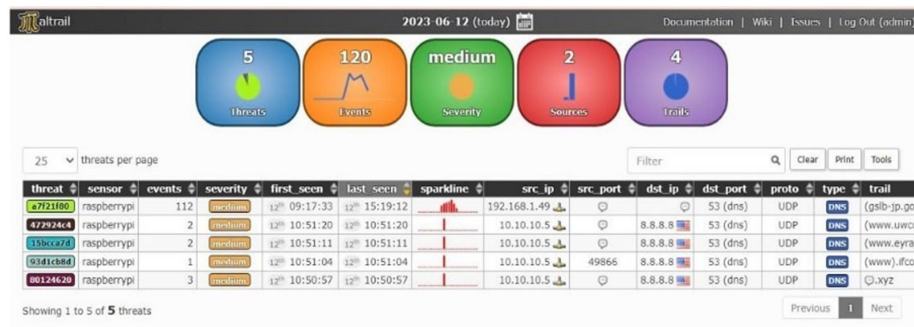 altrail 2023-06-12 (today) Documentation | Wiki | Issues | Log Out (admin)
5 120 medium 2 4
Threats Events Severity Sources Trails
25 threats per page Filter Clear Print Tools
threat sensor events severity first_seen last_seen sparkline src_ip src_port dst_ip dst_port proto type trail
a7f21f80 raspberrypi 112 medium 12th 09:17:33 12th 15:19:12 192.168.1.49 53 (dns) UDP DNS (gslb-jp.go
472924c4 raspberrypi 2 medium 12th 10:51:20 12th 10:51:20 10.10.10.5 8.8.8.8 53 (dns) UDP DNS (www.uwc
15bcca7d raspberrypi 2 medium 12th 10:51:11 12th 10:51:11 10.10.10.5 8.8.8.8 53 (dns) UDP DNS (www.eyra
93d1cb8d raspberrypi 1 medium 12th 10:51:04 12th 10:51:04 10.10.10.5 49866 8.8.8.8 53 (dns) UDP DNS (www).ifco
80124620 raspberrypi 3 medium 12th 10:50:57 12th 10:50:57 10.10.10.5 8.8.8.8 53 (dns) UDP DNS .xyz
Showing 1 to 5 of 5 threats Previous 1 Next